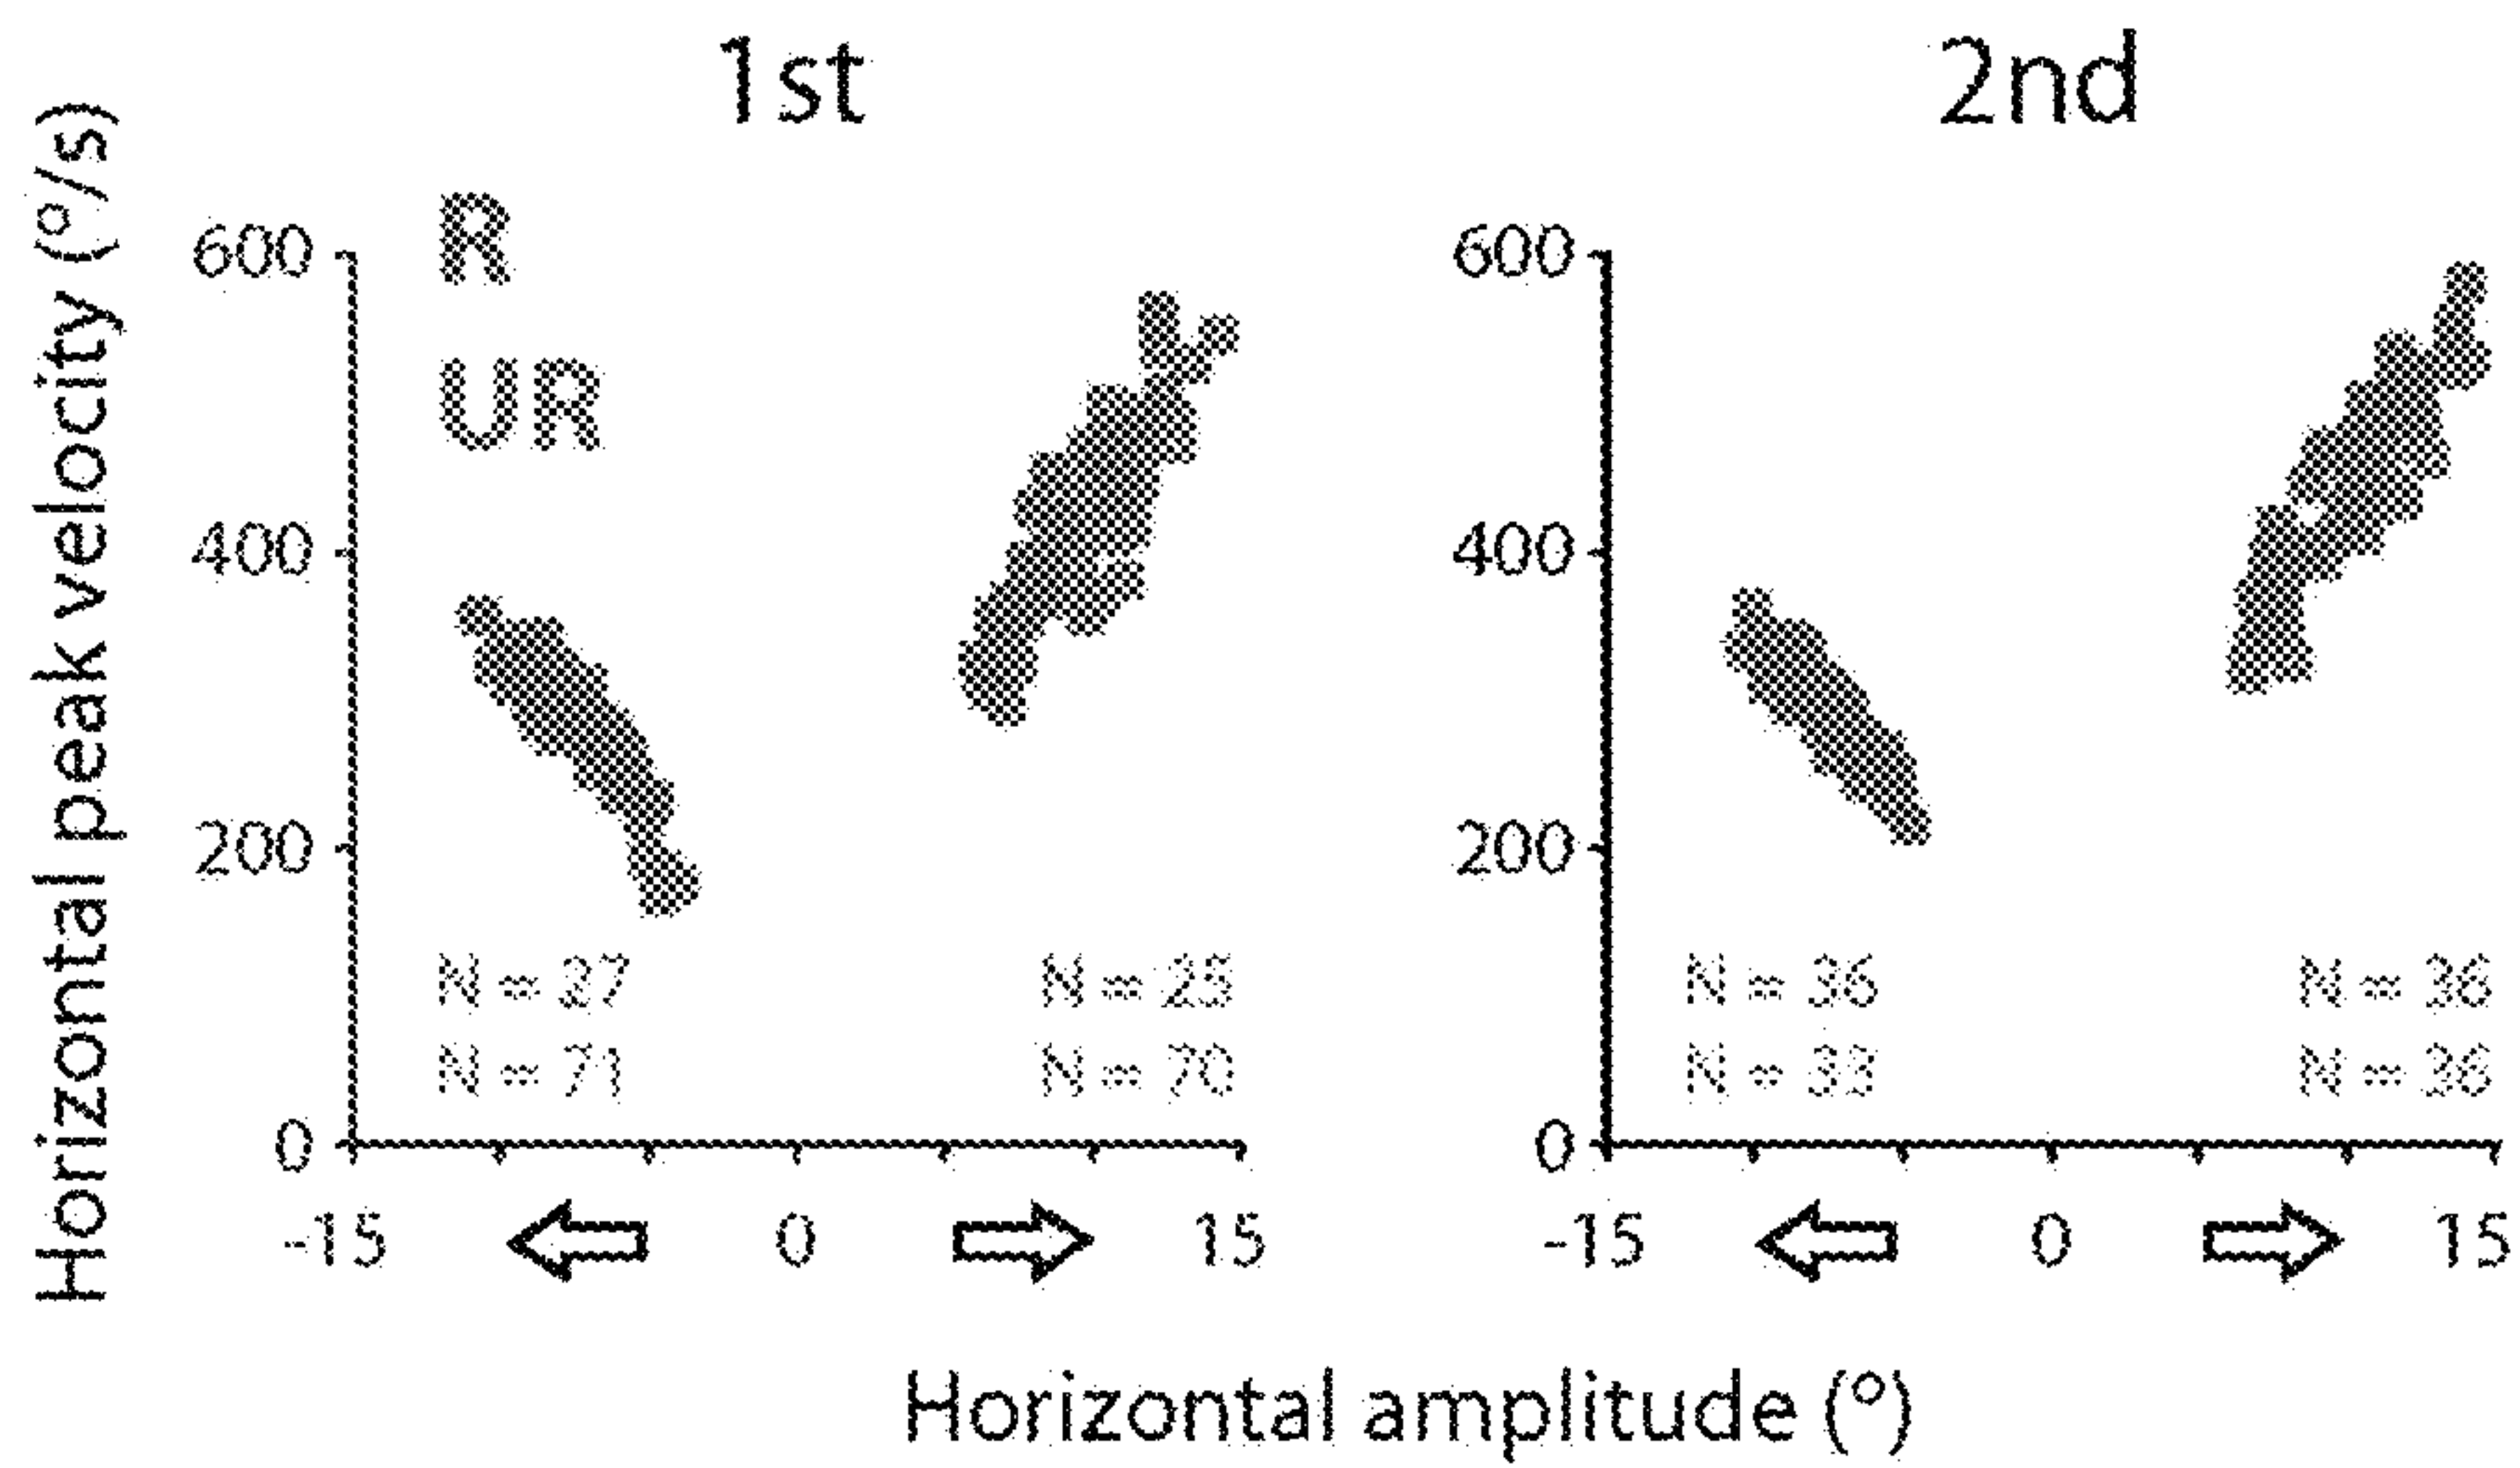 1st
2nd
Horizontal peak velocity (°/s)
600
400
200
0
R
UR
N = 27
N = 71
N = 25
N = 70
-15
0
15
600
400
200
0
N = 36
N = 33
N = 36
N = 36
-15
0
15
Horizontal amplitude (°)